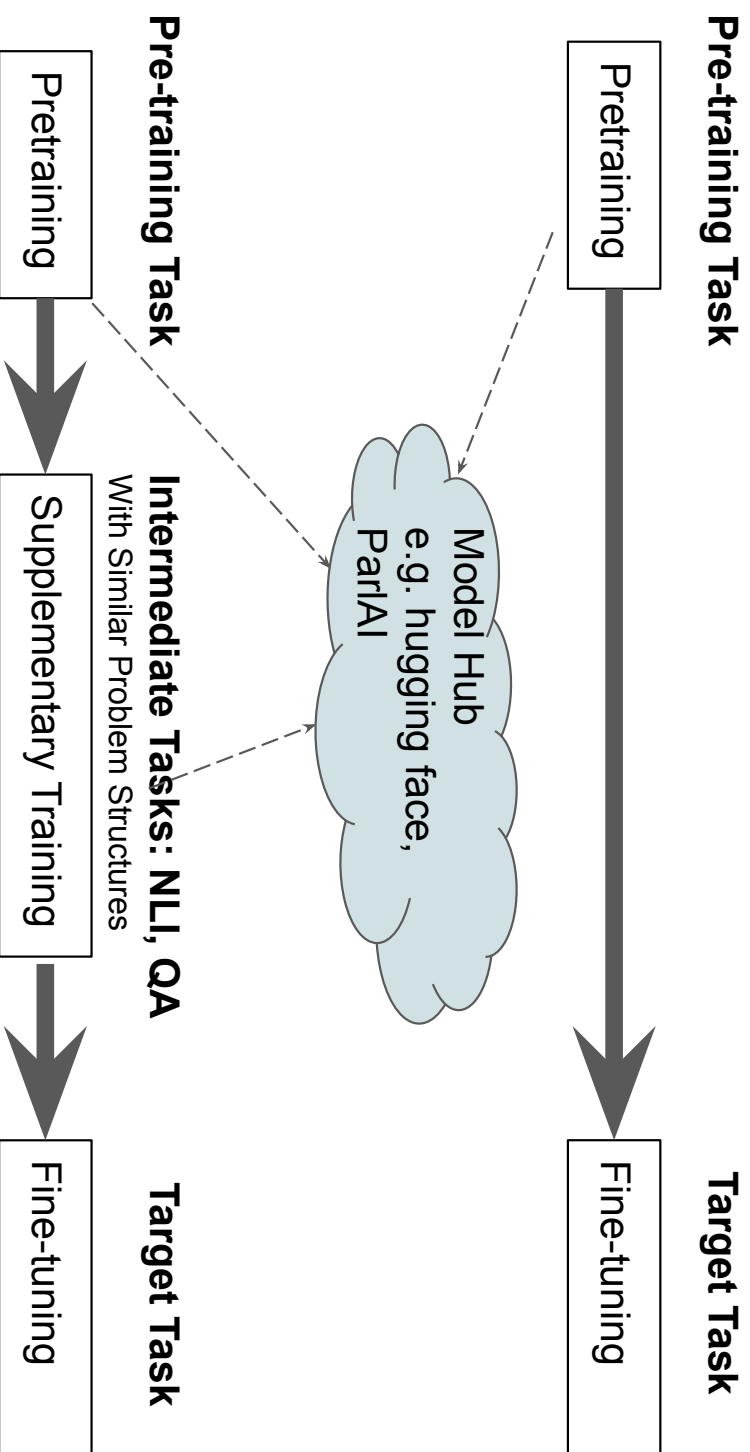 Pre-training Task
Target Task
Pretraining
Fine-tuning
Model Hub
e.g. hugging face,
ParlAI
Pre-training Task
Intermediate Tasks: NLI, QA
Target Task
With Similar Problem Structures
Pretraining
Supplementary Training
Fine-tuning